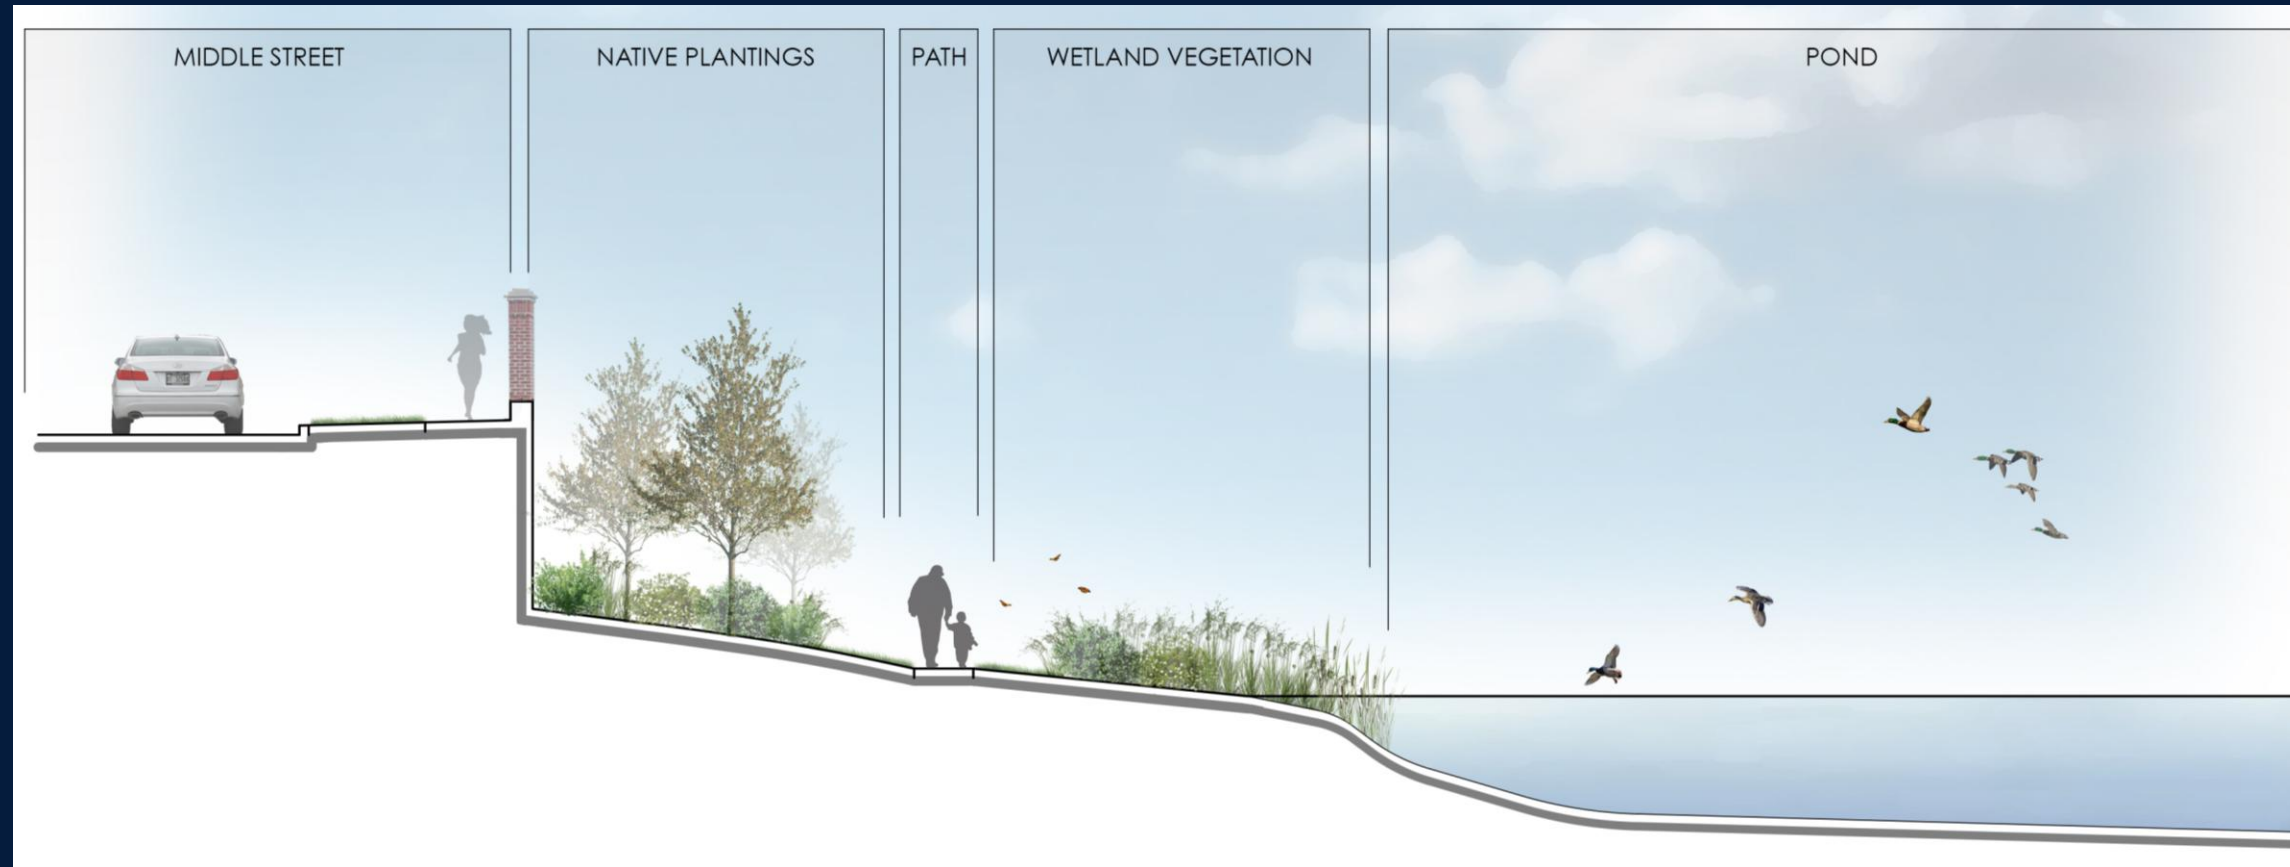 MIDDLE STREET
NATIVE PLANTINGS
PATH
WETLAND VEGETATION
POND